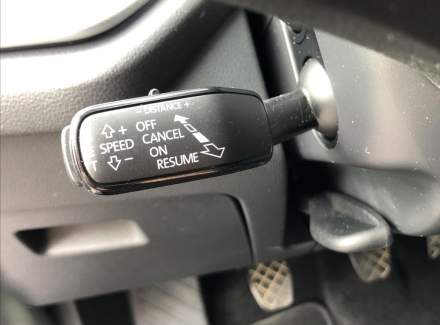 − DISTANCE +
+ OFF
SPEED CANCEL
− ON
RESUME